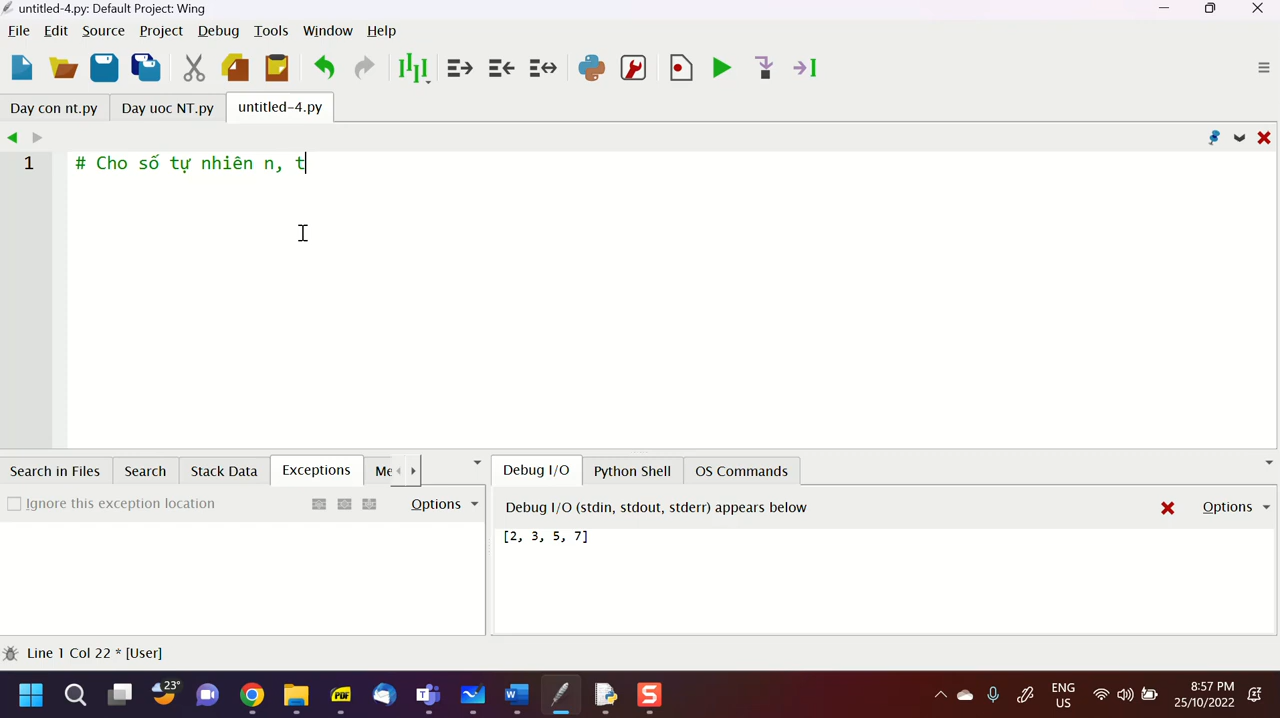 untitled-4.py: Default Project: Wing
File Edit Source Project Debug Tools Window Help
Day con nt.py Day uoc NT.py untitled-4.py
1 # Cho số tự nhiên n, t
Search in Files Search Stack Data Exceptions Me Debug I/O Python Shell OS Commands
Ignore this exception location Options Debug I/O (stdin, stdout, stderr) appears below Options
[2, 3, 5, 7]
Line 1 Col 22 * [User]
23° PDF ENG 8:57 PM
US 25/10/2022